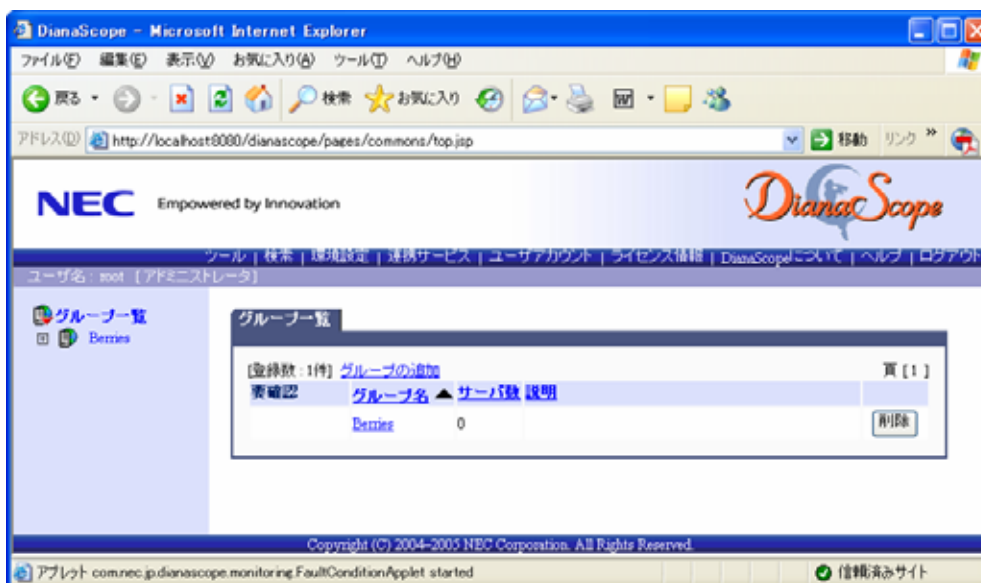 DianaScope - Microsoft Internet Explorer
ファイル(F) 編集(E) 表示(V) お気に入り(A) ツール(T) ヘルプ(H)
戻る 検索 お気に入り
アドレス(D) http://localhost:8080/dianascope/pages/commons/top.jsp 移動 リンク »
NEC Empowered by Innovation DianaScope
ツール | 検索 | 環境設定 | 連携サービス | ユーザアカウント | ライセンス情報 | DianaScopeについて | ヘルプ | ログアウト
ユーザ名 : root [アドミニストレータ]
グループ一覧
Berries
グループ一覧
[登録数 : 1件] グループの追加 頁 [ 1 ]
要確認 グループ名 ▲ サーバ数 説明
Berries 0 削除
Copyright (C) 2004-2005 NEC Corporation. All Rights Reserved.
アプレット com.nec.jp.dianascope.monitoring.FaultConditionApplet started 信頼済みサイト